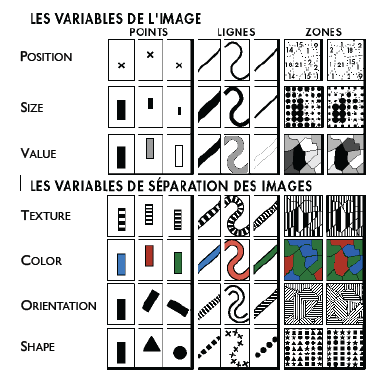 LES VARIABLES DE L'IMAGE
POINTS LIGNES ZONES
POSITION
SIZE
VALUE
LES VARIABLES DE SÉPARATION DES IMAGES
TEXTURE
COLOR
ORIENTATION
SHAPE